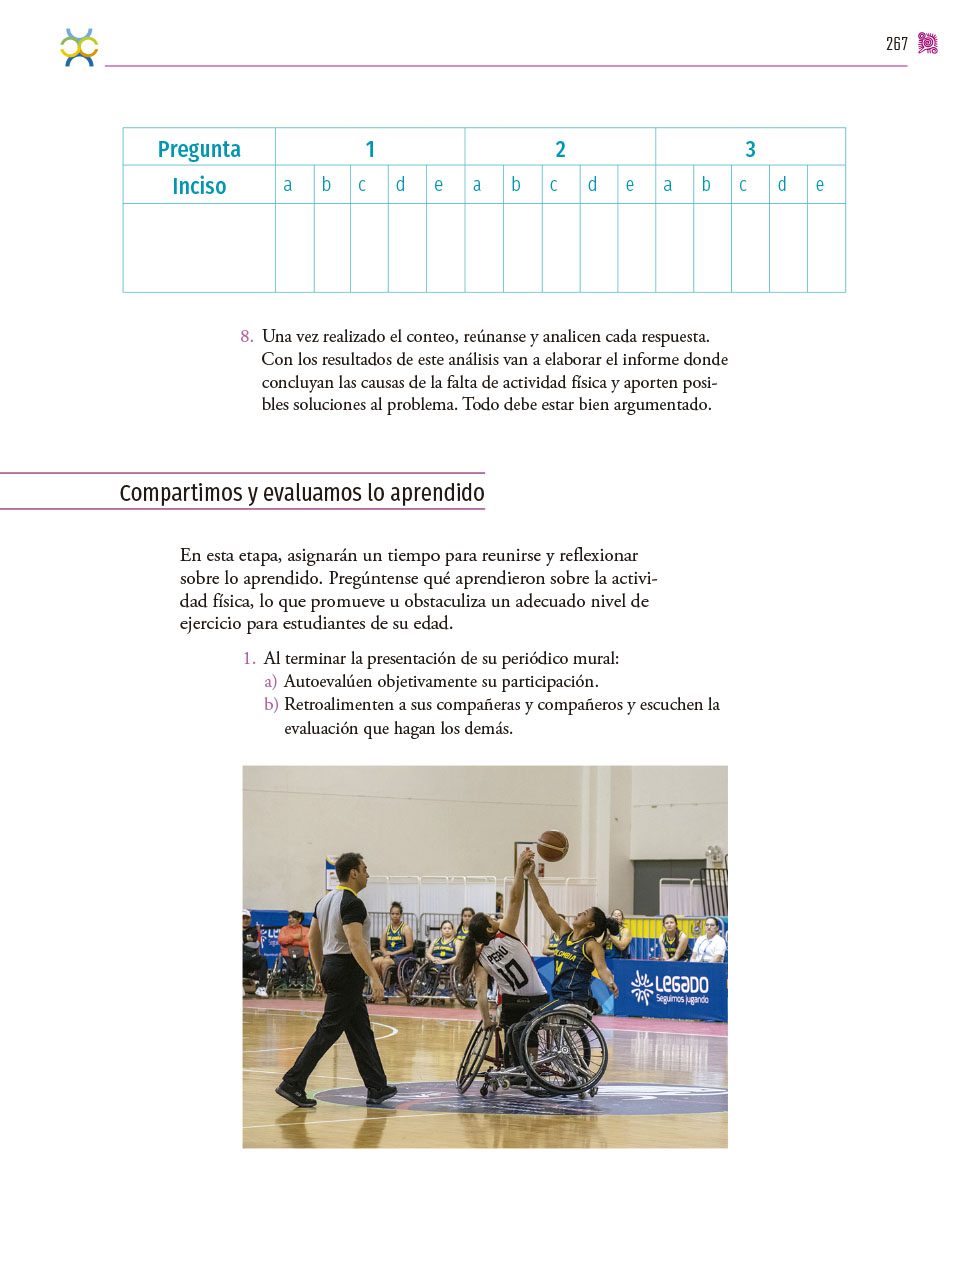 267
Pregunta 1 2 3
Inciso a b c d e a b c d e a b c d e
8. Una vez realizado el conteo, reúnanse y analicen cada respuesta.
Con los resultados de este análisis van a elaborar el informe donde
concluyan las causas de la falta de actividad física y aporten posi-
bles soluciones al problema. Todo debe estar bien argumentado.
Compartimos y evaluamos lo aprendido
En esta etapa, asignarán un tiempo para reunirse y reflexionar
sobre lo aprendido. Pregúntense qué aprendieron sobre la activi-
dad física, lo que promueve u obstaculiza un adecuado nivel de
ejercicio para estudiantes de su edad.
1. Al terminar la presentación de su periódico mural:
a) Autoevalúen objetivamente su participación.
b) Retroalimenten a sus compañeras y compañeros y escuchen la
evaluación que hagan los demás.
PERÚ
10
COLOMBIA
LEGADO
Seguimos jugando